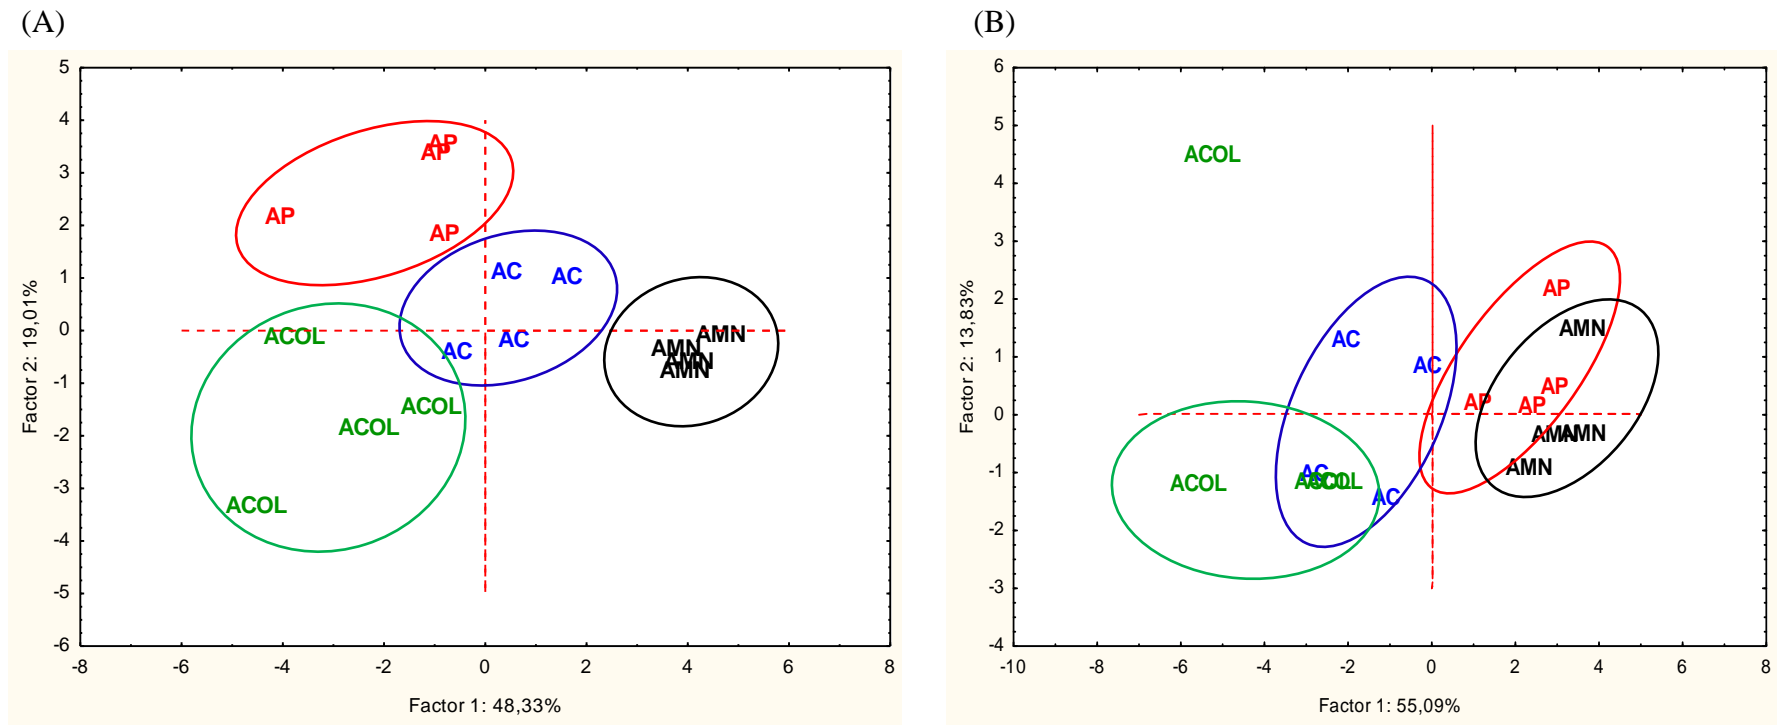 (A)
(B)
5
4
3
2
1
0
-1
-2
-3
-4
-5
-6
-8
-6
-4
-2
0
2
4
6
8
Factor 2: 19,01%
Factor 1: 48,33%
AP
AP
AP
AP
AC
AC
AC
AC
ACOL
ACOL
ACOL
ACOL
AMN
AMN
AMN
AMN
6
5
4
3
2
1
0
-1
-2
-3
-4
-10
-8
-6
-4
-2
0
2
4
6
8
Factor 2: 13,83%
Factor 1: 55,09%
ACOL
AP
AMN
AC
AC
AP
AP
AP
AMN
AMN
AMN
AC
ACOL
ACOL
ACOL
AC